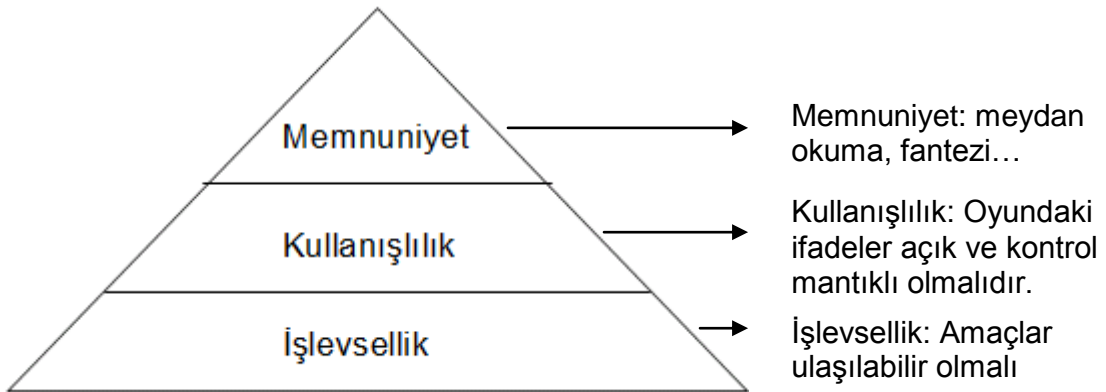 Memnuniyet
Memnuniyet: meydan
okuma, fantezi…
Kullanışlılık
Kullanışlılık: Oyundaki
ifadeler açık ve kontrol
mantıklı olmalıdır.
İşlevsellik
İşlevsellik: Amaçlar
ulaşılabilir olmalı